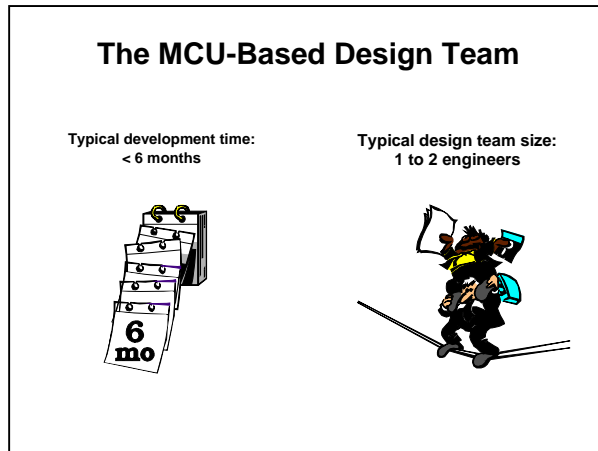 The MCU-Based Design Team
Typical development time:
< 6 months
Typical design team size:
1 to 2 engineers
6
mo